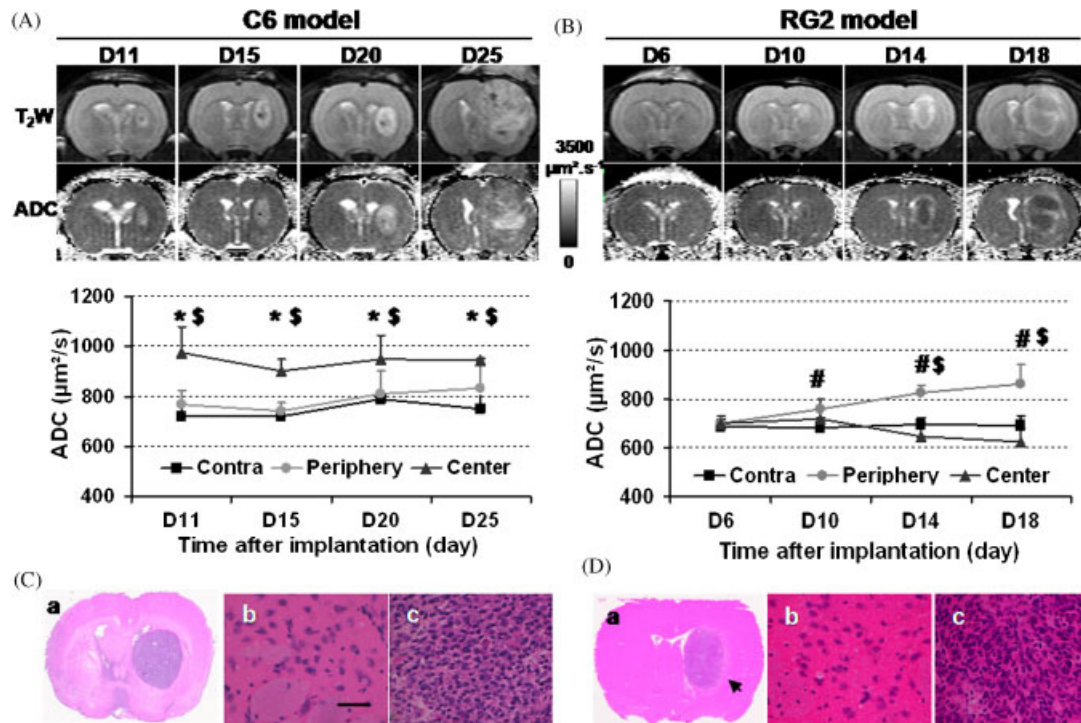 (A) C6 model
D11 D15 D20 D25
T₂W
ADC
3500
µm².s⁻¹
0
(B) RG2 model
D6 D10 D14 D18
1200
1000
800
600
400
ADC (µm²/s)
* $ * $ * $ * $
Contra Periphery Center
D11 D15 D20 D25
Time after implantation (day)
1200
1000
800
600
400
ADC (µm²/s)
# #$ # $
Contra Periphery Center
D6 D10 D14 D18
Time after implantation (day)
(C)
a b c
(D)
a b c